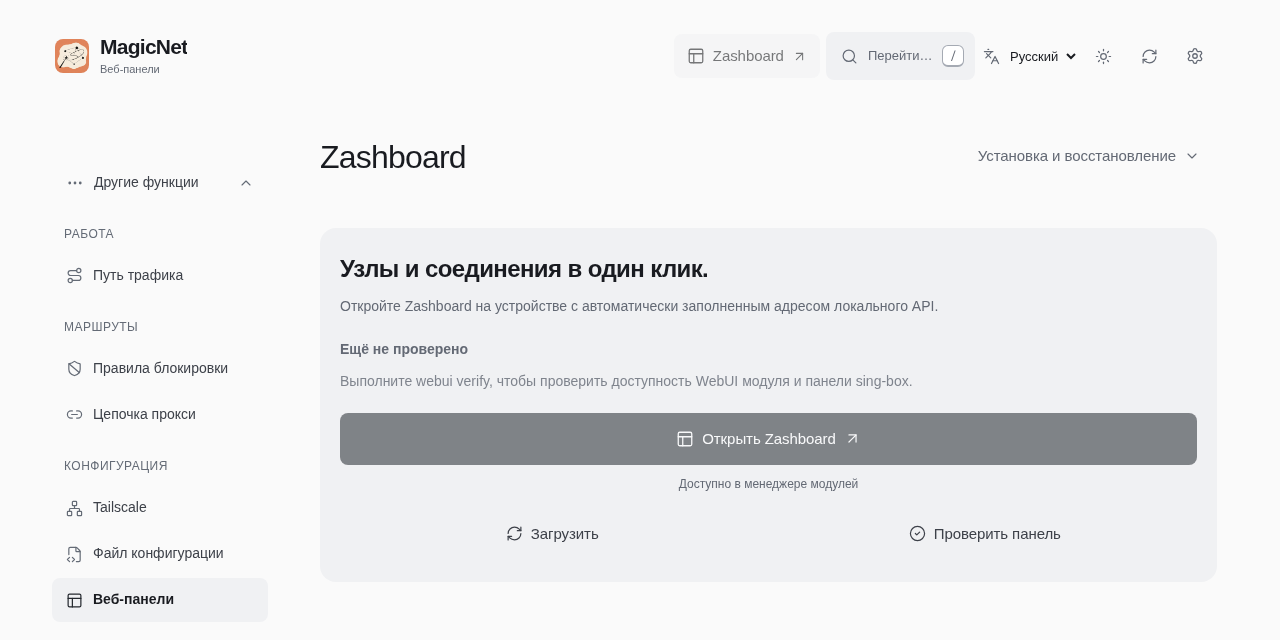 MagicNet
Веб-панели
Zashboard
Перейти…
/
Русский
Другие функции
РАБОТА
Путь трафика
МАРШРУТЫ
Правила блокировки
Цепочка прокси
КОНФИГУРАЦИЯ
Tailscale
Файл конфигурации
Веб-панели
Zashboard
Установка и восстановление
Узлы и соединения в один клик.
Откройте Zashboard на устройстве с автоматически заполненным адресом локального API.
Ещё не проверено
Выполните webui verify, чтобы проверить доступность WebUI модуля и панели sing-box.
Открыть Zashboard
Доступно в менеджере модулей
Загрузить
Проверить панель